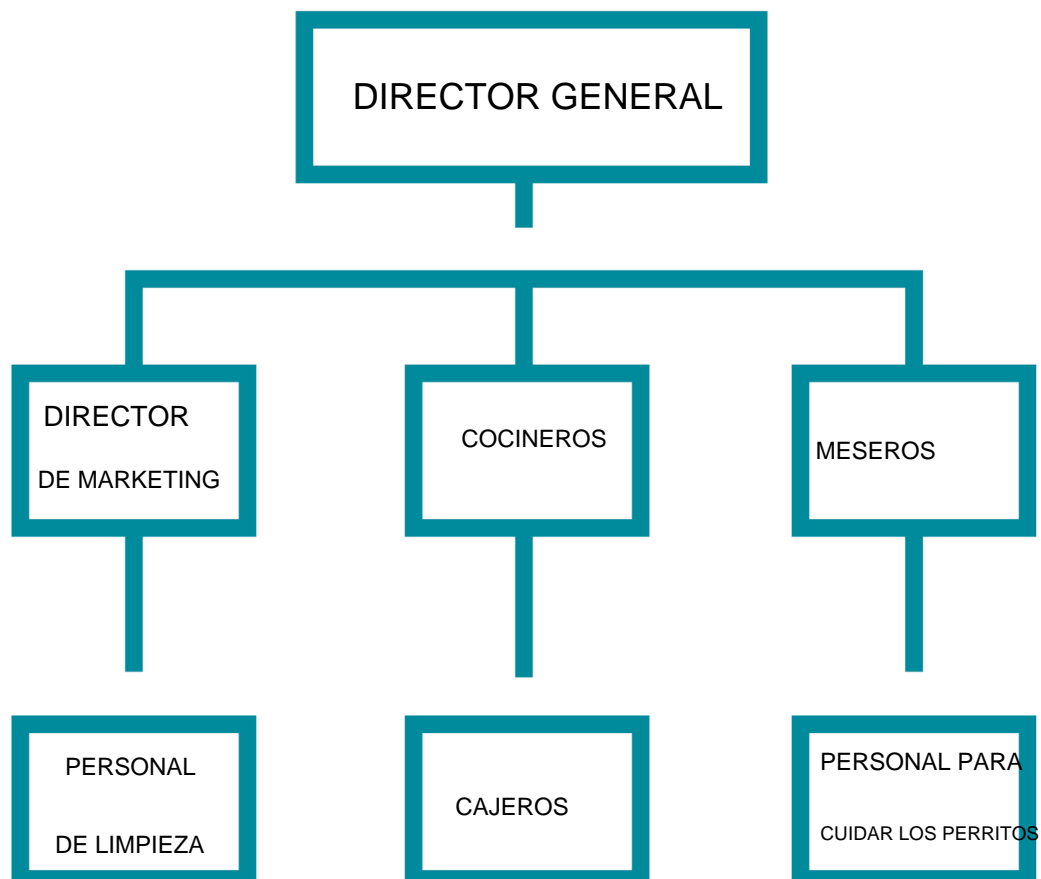 DIRECTOR GENERAL
DIRECTOR
DE MARKETING
COCINEROS
MESEROS
PERSONAL
DE LIMPIEZA
CAJEROS
PERSONAL PARA
CUIDAR LOS PERRITOS